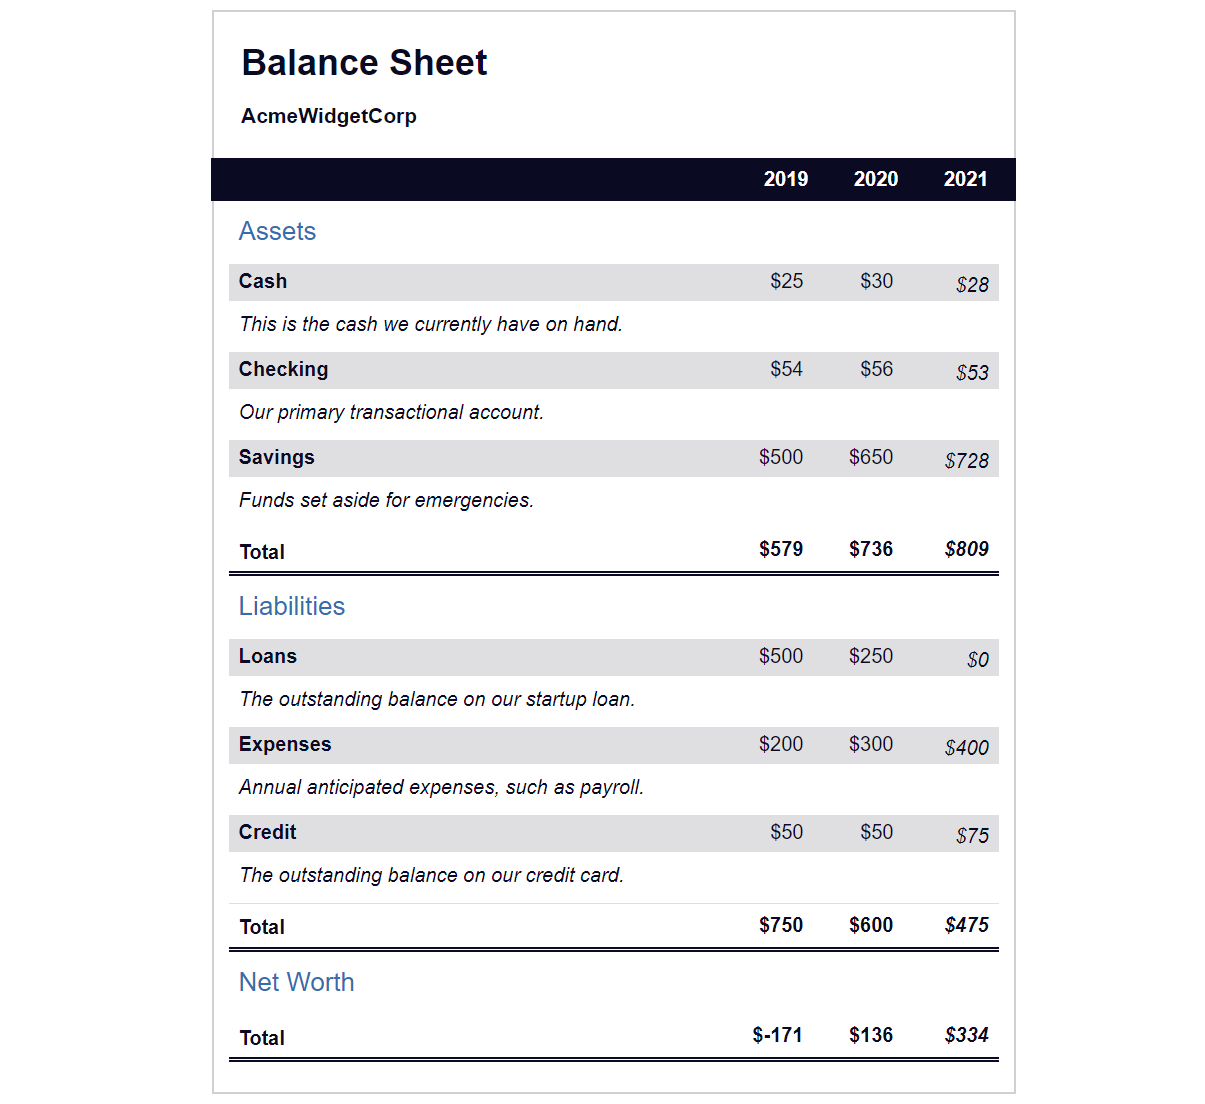 Balance Sheet
AcmeWidgetCorp
2019 2020 2021
Assets
Cash $25 $30 $28
This is the cash we currently have on hand.
Checking $54 $56 $53
Our primary transactional account.
Savings $500 $650 $728
Funds set aside for emergencies.
Total $579 $736 $809
Liabilities
Loans $500 $250 $0
The outstanding balance on our startup loan.
Expenses $200 $300 $400
Annual anticipated expenses, such as payroll.
Credit $50 $50 $75
The outstanding balance on our credit card.
Total $750 $600 $475
Net Worth
Total $-171 $136 $334